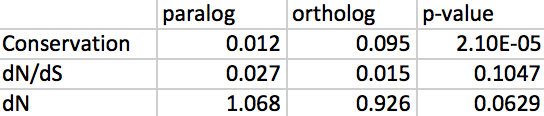 paralog ortholog p-value
Conservation 0.012 0.095 2.10E-05
dN/dS 0.027 0.015 0.1047
dN 1.068 0.926 0.0629